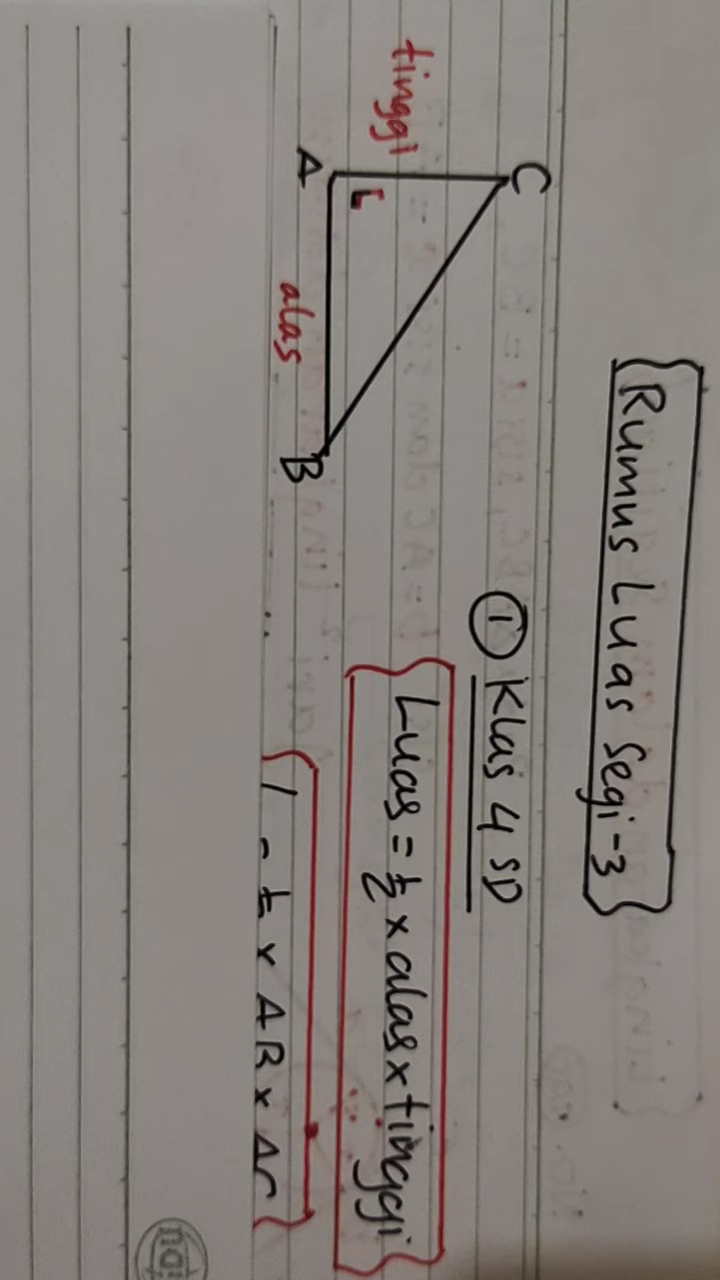 Rumus Luas Segi-3
① Klas 4 SD
C
tinggi
Luas = ½ x alas x tinggi
A
alas
B
= ½ x AB x AC